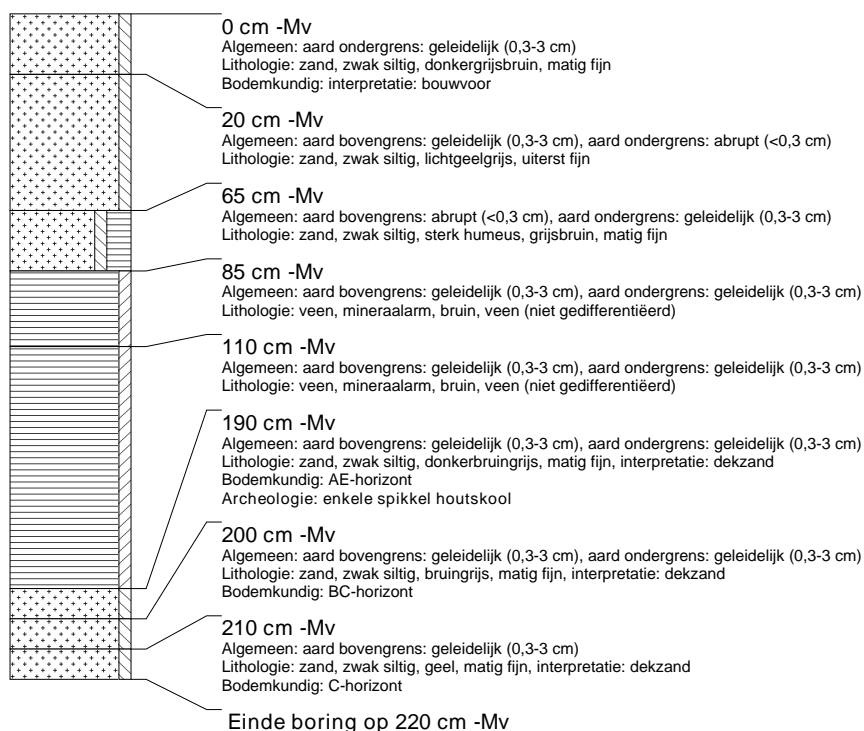 0 cm -Mv
Algemeen: aard ondergrens: geleidelijk (0,3-3 cm)
Lithologie: zand, zwak siltig, donkergrijsbruin, matig fijn
Bodemkundig: interpretatie: bouwvoor
20 cm -Mv
Algemeen: aard bovengrens: geleidelijk (0,3-3 cm), aard ondergrens: abrupt (<0,3 cm)
Lithologie: zand, zwak siltig, lichtgeelgrijs, uiterst fijn
65 cm -Mv
Algemeen: aard bovengrens: abrupt (<0,3 cm), aard ondergrens: geleidelijk (0,3-3 cm)
Lithologie: zand, zwak siltig, sterk humeus, grijsbruin, matig fijn
85 cm -Mv
Algemeen: aard bovengrens: geleidelijk (0,3-3 cm), aard ondergrens: geleidelijk (0,3-3 cm)
Lithologie: veen, mineraalarm, bruin, veen (niet gedifferentiëerd)
110 cm -Mv
Algemeen: aard bovengrens: geleidelijk (0,3-3 cm), aard ondergrens: geleidelijk (0,3-3 cm)
Lithologie: veen, mineraalarm, bruin, veen (niet gedifferentiëerd)
190 cm -Mv
Algemeen: aard bovengrens: geleidelijk (0,3-3 cm), aard ondergrens: geleidelijk (0,3-3 cm)
Lithologie: zand, zwak siltig, donkerbruingrijs, matig fijn, interpretatie: dekzand
Bodemkundig: AE-horizont
Archeologie: enkele spikkel houtskool
200 cm -Mv
Algemeen: aard bovengrens: geleidelijk (0,3-3 cm), aard ondergrens: geleidelijk (0,3-3 cm)
Lithologie: zand, zwak siltig, bruingrijs, matig fijn, interpretatie: dekzand
Bodemkundig: BC-horizont
210 cm -Mv
Algemeen: aard bovengrens: geleidelijk (0,3-3 cm)
Lithologie: zand, zwak siltig, geel, matig fijn, interpretatie: dekzand
Bodemkundig: C-horizont
Einde boring op 220 cm -Mv